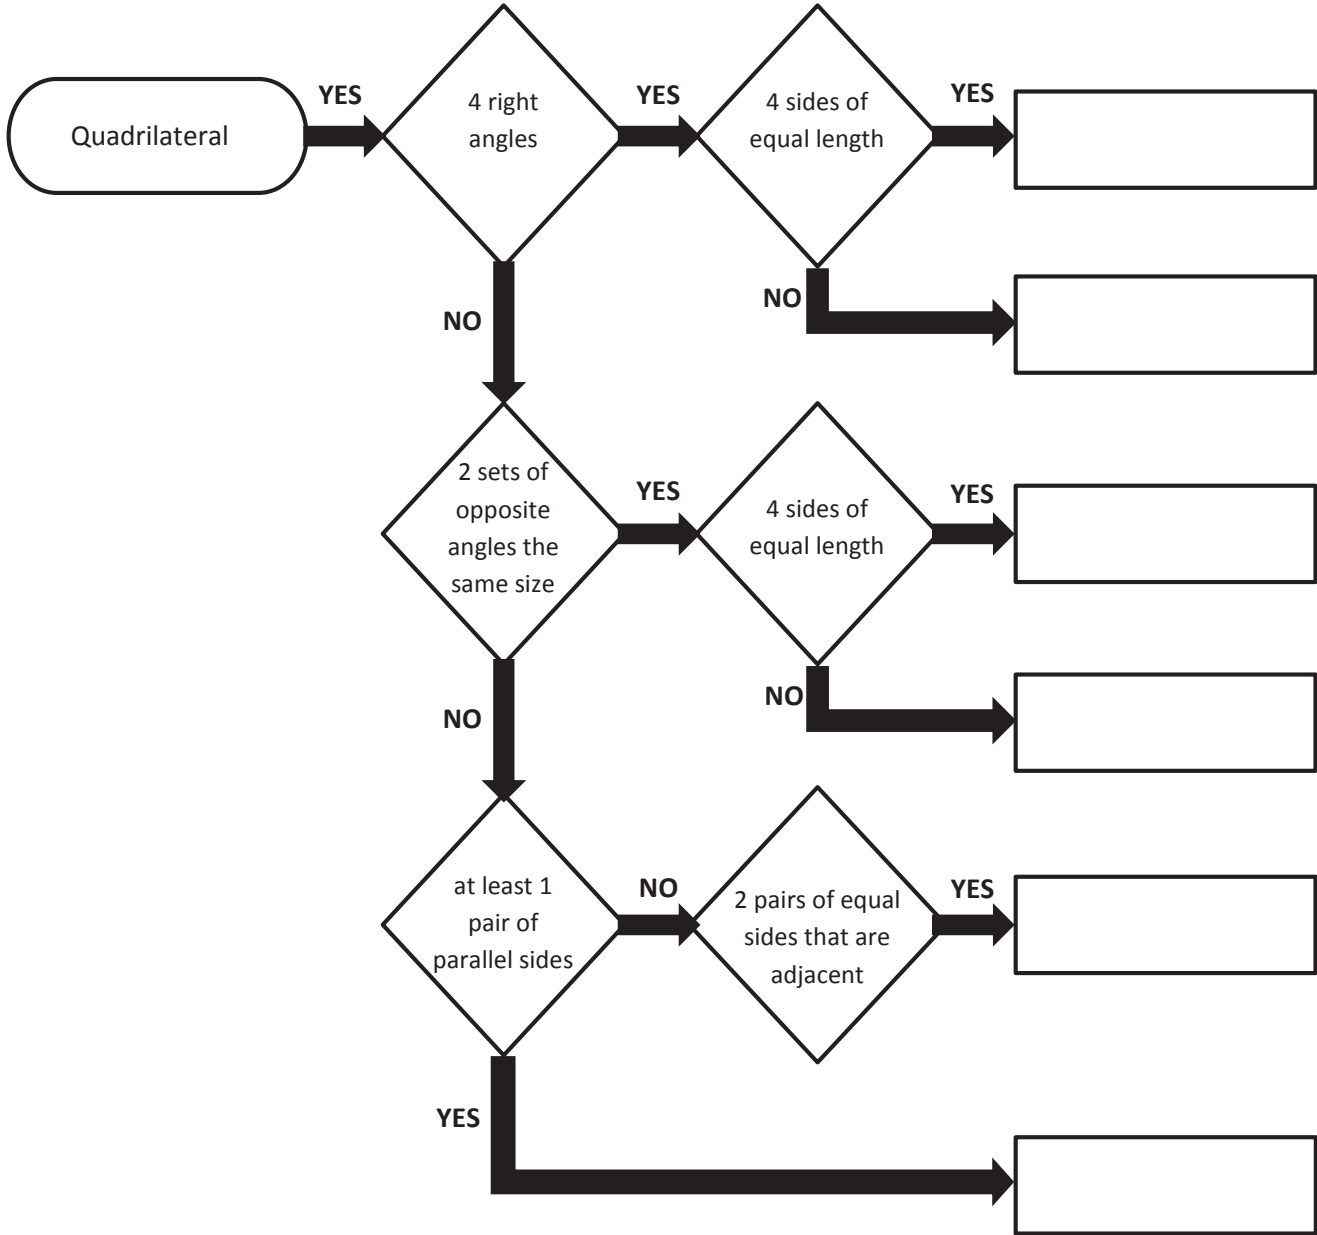 Quadrilateral
YES
4 right
angles
YES
4 sides of
equal length
YES
NO
NO
2 sets of
opposite
angles the
same size
YES
4 sides of
equal length
YES
NO
NO
at least 1
pair of
parallel sides
NO
2 pairs of equal
sides that are
adjacent
YES
YES